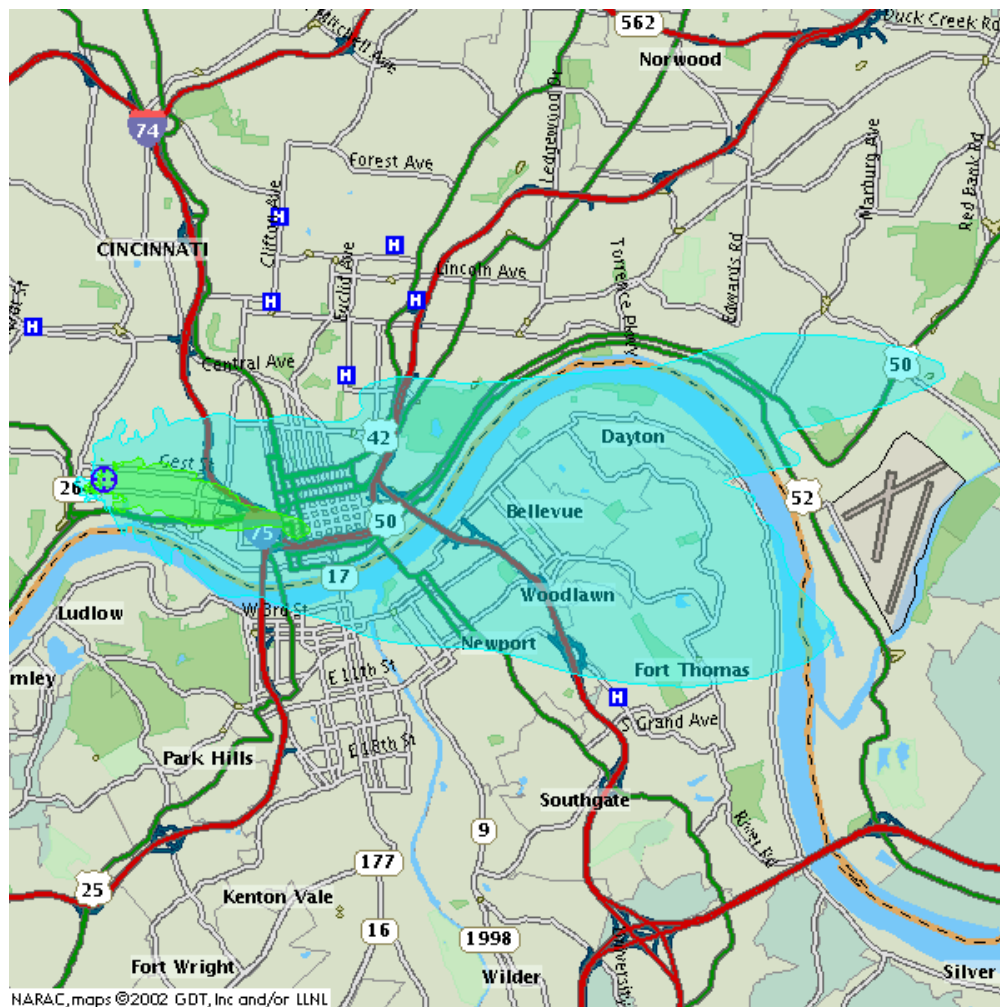 562
Duck Creek Rd
Mitchell Ave
Norwood
74
Forest Ave
Ledgewood Dr
Marburg Ave
Red Bank Rd
H
Clifton Ave
CINCINNATI
H
Euclid Ave
Lincoln Ave
Torrence Pkwy
Edwards Rd
H
H
H
Central Ave
50
H
42
Dayton
Gest St
26
52
50
Bellevue
75
17
Woodlawn
Ludlow
W 3rd St
Newport
E 11th St
Fort Thomas
mley
H
S Grand Ave
E 18th St
Park Hills
Southgate
9
River Rd
177
25
Kenton Vale
16
1998
Fort Wright
Wilder
Silver
NARAC, maps ©2002 GDT, Inc and/or LLNL